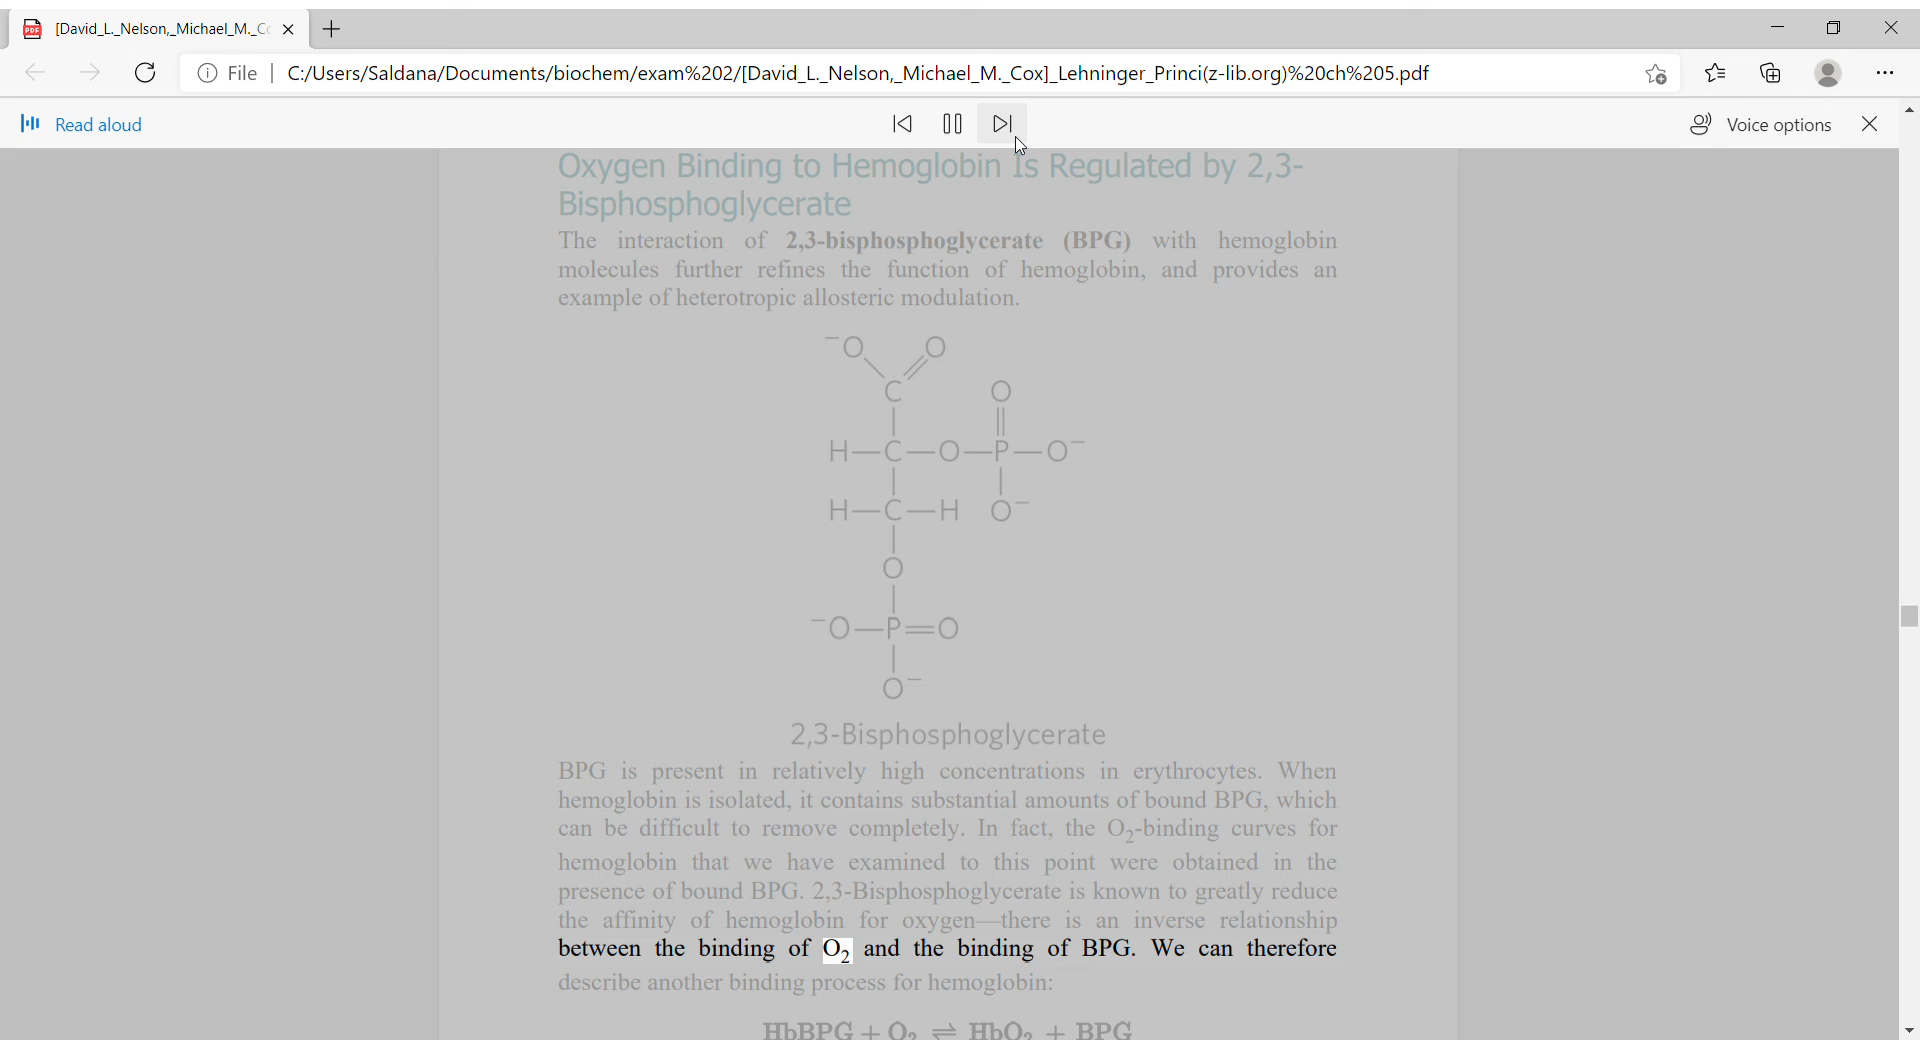 [David_L._Nelson,_Michael_M._Co
File
C:/Users/Saldana/Documents/biochem/exam%202/[David_L._Nelson,_Michael_M._Cox]_Lehninger_Princi(z-lib.org)%20ch%205.pdf
Read aloud
Voice options
Oxygen Binding to Hemoglobin Is Regulated by 2,3-
Bisphosphoglycerate
The interaction of 2,3-bisphosphoglycerate (BPG) with hemoglobin
molecules further refines the function of hemoglobin, and provides an
example of heterotropic allosteric modulation.
⁻O O
C O
H—C—O—P—O⁻
H—C—H O⁻
O
⁻O—P=O
O⁻
2,3-Bisphosphoglycerate
BPG is present in relatively high concentrations in erythrocytes. When
hemoglobin is isolated, it contains substantial amounts of bound BPG, which
can be difficult to remove completely. In fact, the O₂-binding curves for
hemoglobin that we have examined to this point were obtained in the
presence of bound BPG. 2,3-Bisphosphoglycerate is known to greatly reduce
the affinity of hemoglobin for oxygen—there is an inverse relationship
between the binding of O₂ and the binding of BPG. We can therefore
describe another binding process for hemoglobin:
HbBPG + O₂ ⇌ HbO₂ + BPG